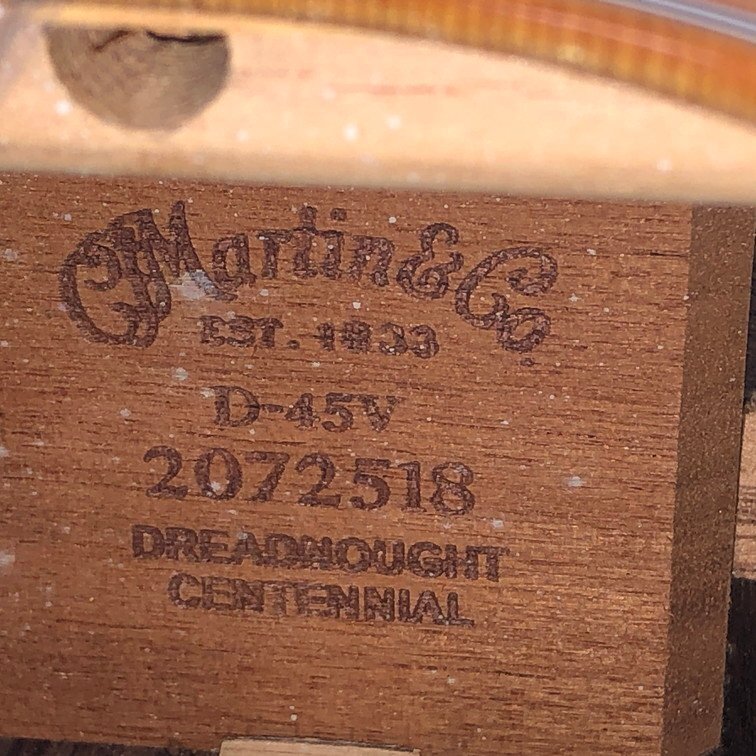 CFMartin & Co.
EST. 1833
D-45V
2072518
DREADNOUGHT
CENTENNIAL